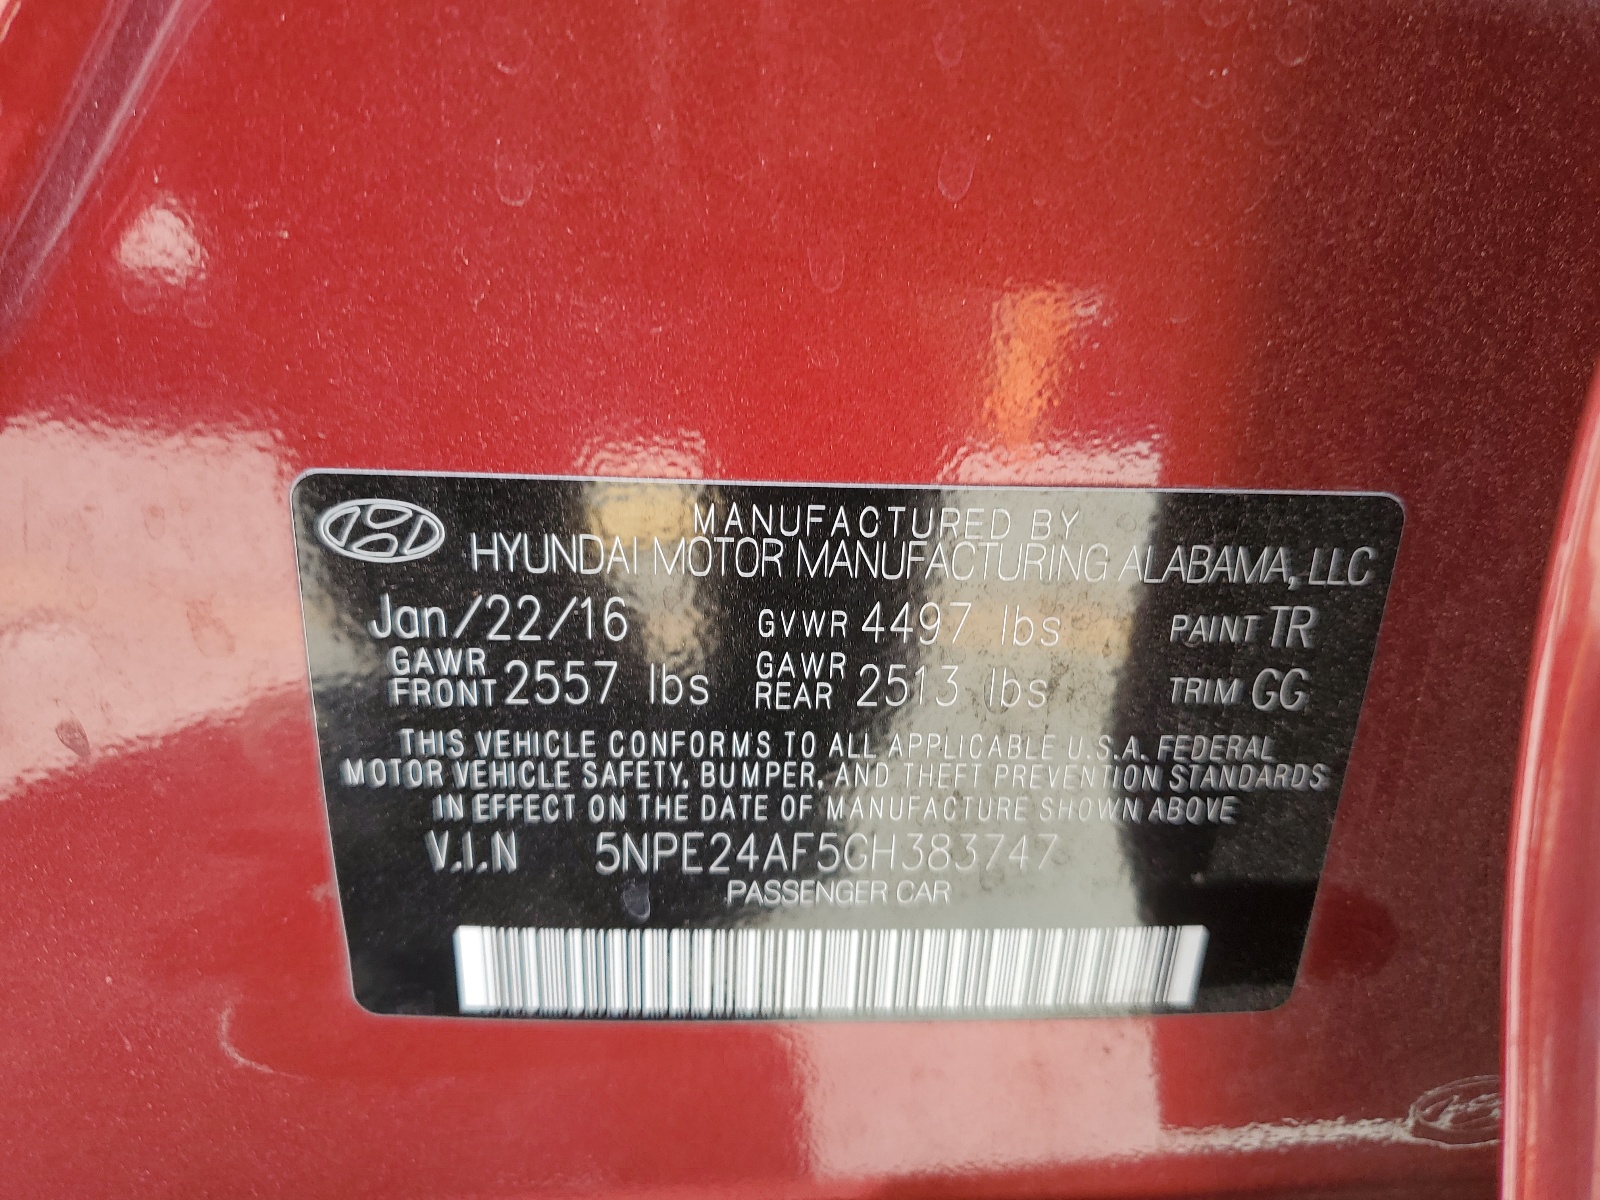 MANUFACTURED BY
HYUNDAI MOTOR MANUFACTURING ALABAMA, LLC
Jan/22/16 GVWR 4497 lbs PAINT TR
GAWR FRONT 2557 lbs GAWR REAR 2513 lbs TRIM GG
THIS VEHICLE CONFORMS TO ALL APPLICABLE U.S.A. FEDERAL
MOTOR VEHICLE SAFETY, BUMPER, AND THEFT PREVENTION STANDARDS
IN EFFECT ON THE DATE OF MANUFACTURE SHOWN ABOVE
V.I.N 5NPE24AF5GH383747
PASSENGER CAR